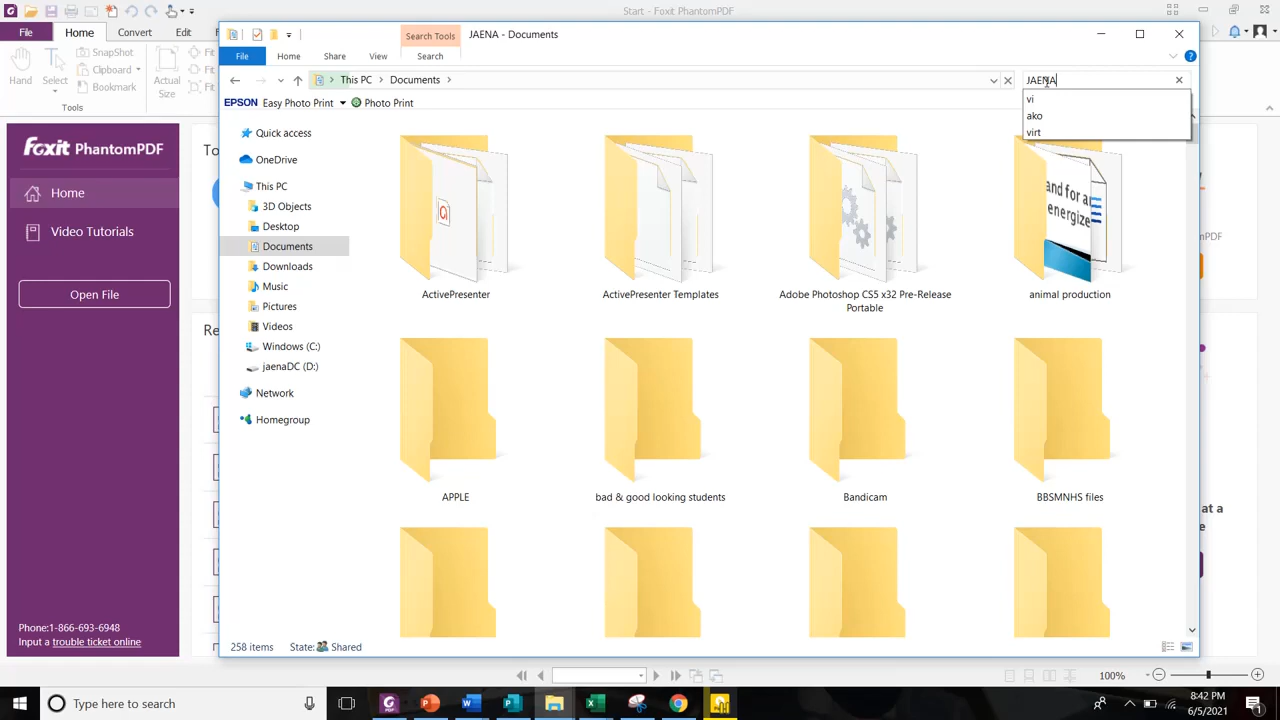 Start - Foxit PhantomPDF
File
Home
Convert
Edit
Hand
Select
SnapShot
Clipboard
Bookmark
Actual
Size
Fit
Fit
Tools
Foxit PhantomPDF
Home
Video Tutorials
Open File
Phone:1-866-693-6948
Input a trouble ticket online
Search Tools
JAENA - Documents
File
Home
Share
View
Search
This PC
Documents
JAENA
vi
ako
virt
EPSON Easy Photo Print
Photo Print
Quick access
OneDrive
This PC
3D Objects
Desktop
Documents
Downloads
Music
Pictures
Videos
Windows (C:)
jaenaDC (D:)
Network
Homegroup
and for a
energize
ActivePresenter
ActivePresenter Templates
Adobe Photoshop CS5 x32 Pre-Release
Portable
animal production
APPLE
bad & good looking students
Bandicam
BBSMNHS files
258 items
State:
Shared
100%
Type here to search
8:42 PM
6/5/2021